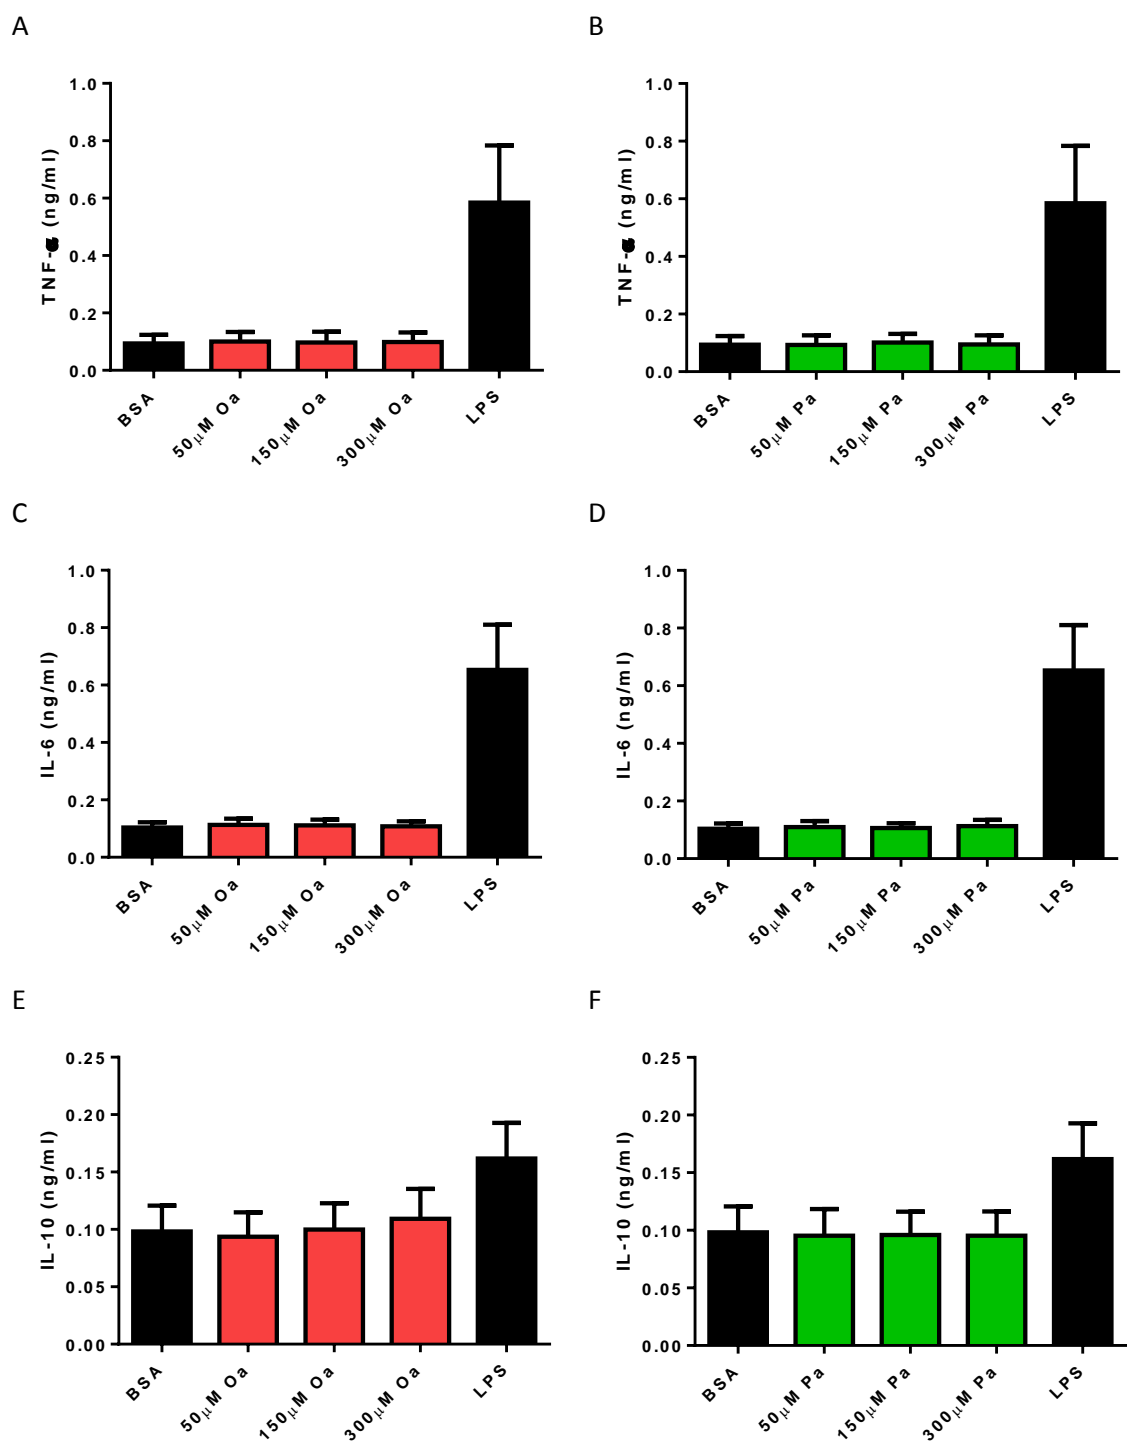 A
B
TNF-α (ng/ml)
1.0
0.8
0.6
0.4
0.2
0.0
BSA
50μM Oa
150μM Oa
300μM Oa
LPS
TNF-α (ng/ml)
1.0
0.8
0.6
0.4
0.2
0.0
BSA
50μM Pa
150μM Pa
300μM Pa
LPS
C
D
IL-6 (ng/ml)
1.0
0.8
0.6
0.4
0.2
0.0
BSA
50μM Oa
150μM Oa
300μM Oa
LPS
IL-6 (ng/ml)
1.0
0.8
0.6
0.4
0.2
0.0
BSA
50μM Pa
150μM Pa
300μM Pa
LPS
E
F
IL-10 (ng/ml)
0.25
0.20
0.15
0.10
0.05
0.00
BSA
50μM Oa
150μM Oa
300μM Oa
LPS
IL-10 (ng/ml)
0.25
0.20
0.15
0.10
0.05
0.00
BSA
50μM Pa
150μM Pa
300μM Pa
LPS